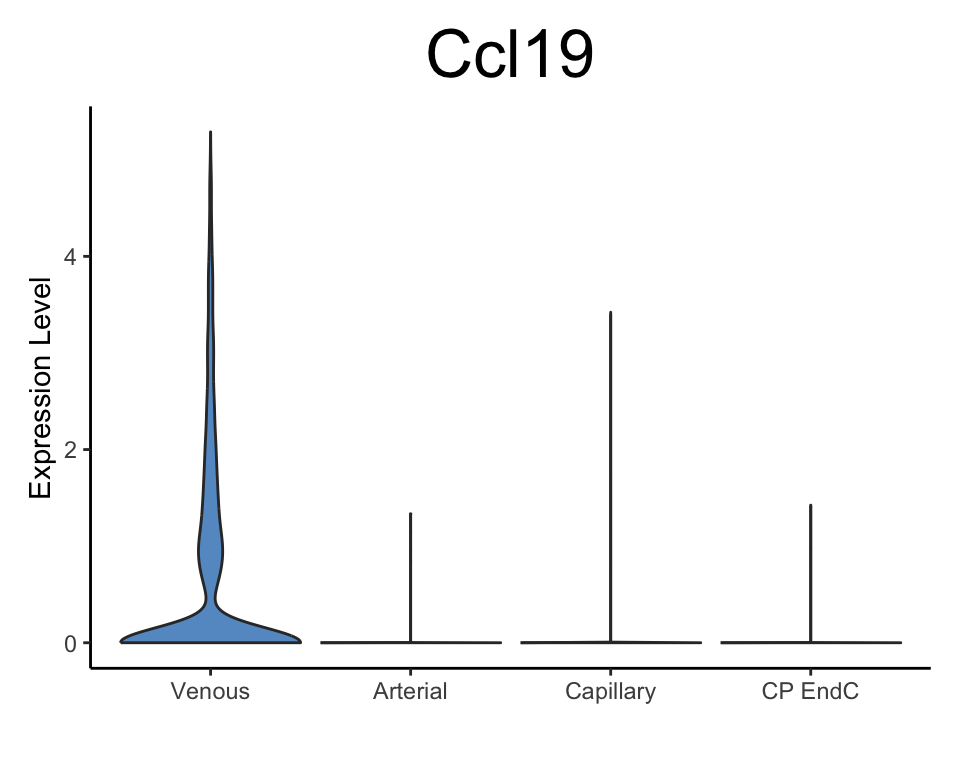 Ccl19
Expression Level
4
2
0
Venous
Arterial
Capillary
CP EndC